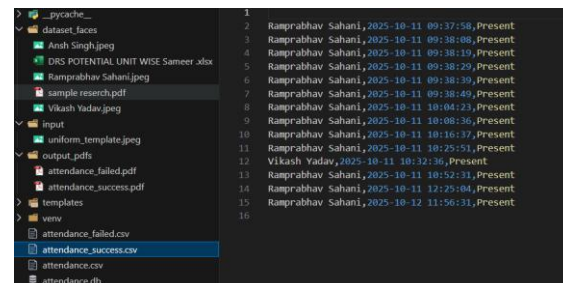 __pycache__
dataset_faces
Ansh Singh.jpeg
DRS POTENTIAL UNIT WISE Sameer .xlsx
Ramprabhav Sahani.jpeg
sample reserch.pdf
Vikash Yadav.jpeg
input
uniform_template.jpeg
output_pdfs
attendance_failed.pdf
attendance_success.pdf
templates
venv
attendance_failed.csv
attendance_success.csv
attendance.csv
attendance.db
1
2 Ramprabhav Sahani,2025-10-11 09:37:58,Present
3 Ramprabhav Sahani,2025-10-11 09:38:08,Present
4 Ramprabhav Sahani,2025-10-11 09:38:19,Present
5 Ramprabhav Sahani,2025-10-11 09:38:29,Present
6 Ramprabhav Sahani,2025-10-11 09:38:39,Present
7 Ramprabhav Sahani,2025-10-11 09:38:49,Present
8 Ramprabhav Sahani,2025-10-11 10:04:23,Present
9 Ramprabhav Sahani,2025-10-11 10:08:36,Present
10 Ramprabhav Sahani,2025-10-11 10:16:37,Present
11 Ramprabhav Sahani,2025-10-11 10:25:51,Present
12 Vikash Yadav,2025-10-11 10:32:36,Present
13 Ramprabhav Sahani,2025-10-11 10:52:31,Present
14 Ramprabhav Sahani,2025-10-11 12:25:04,Present
15 Ramprabhav Sahani,2025-10-12 11:56:31,Present
16